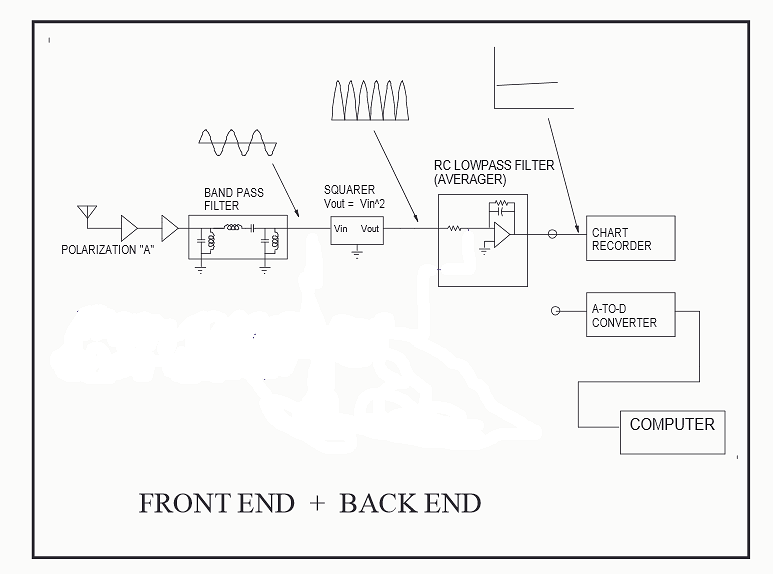 RC LOWPASS FILTER
(AVERAGER)
SQUARER
Vout = Vin^2
BAND PASS
FILTER
POLARIZATION "A"
Vin Vout
CHART
RECORDER
A-TO-D
CONVERTER
COMPUTER
FRONT END + BACK END